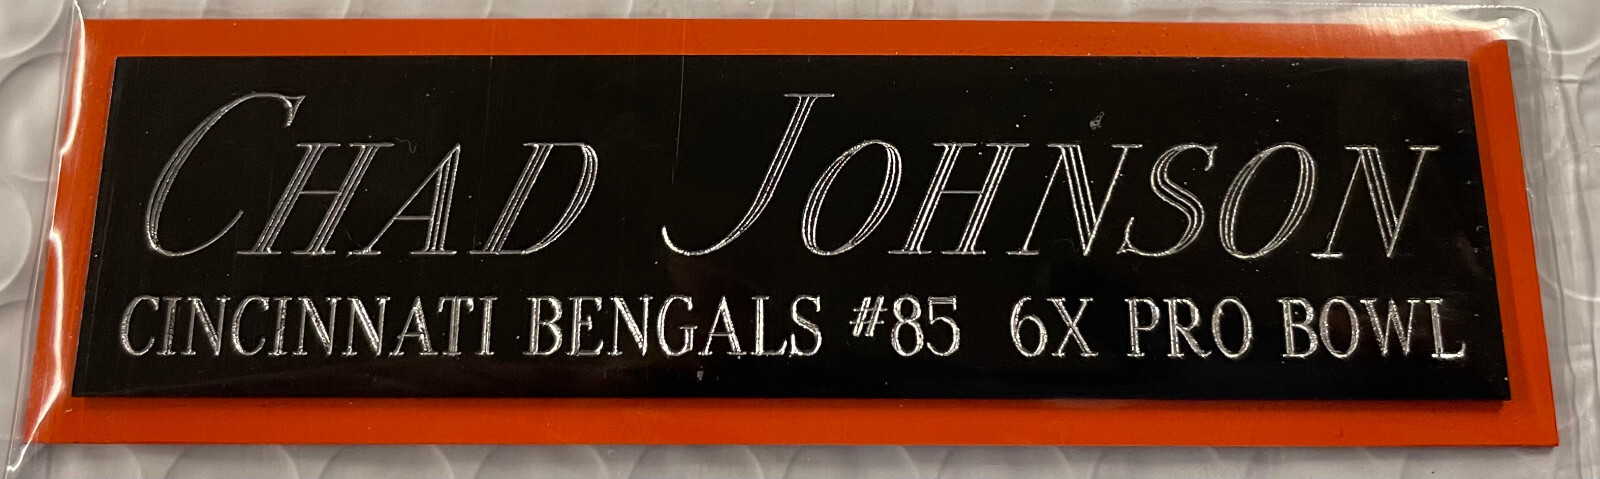 CHAD JOHNSON
CINCINNATI BENGALS #85 6X PRO BOWL